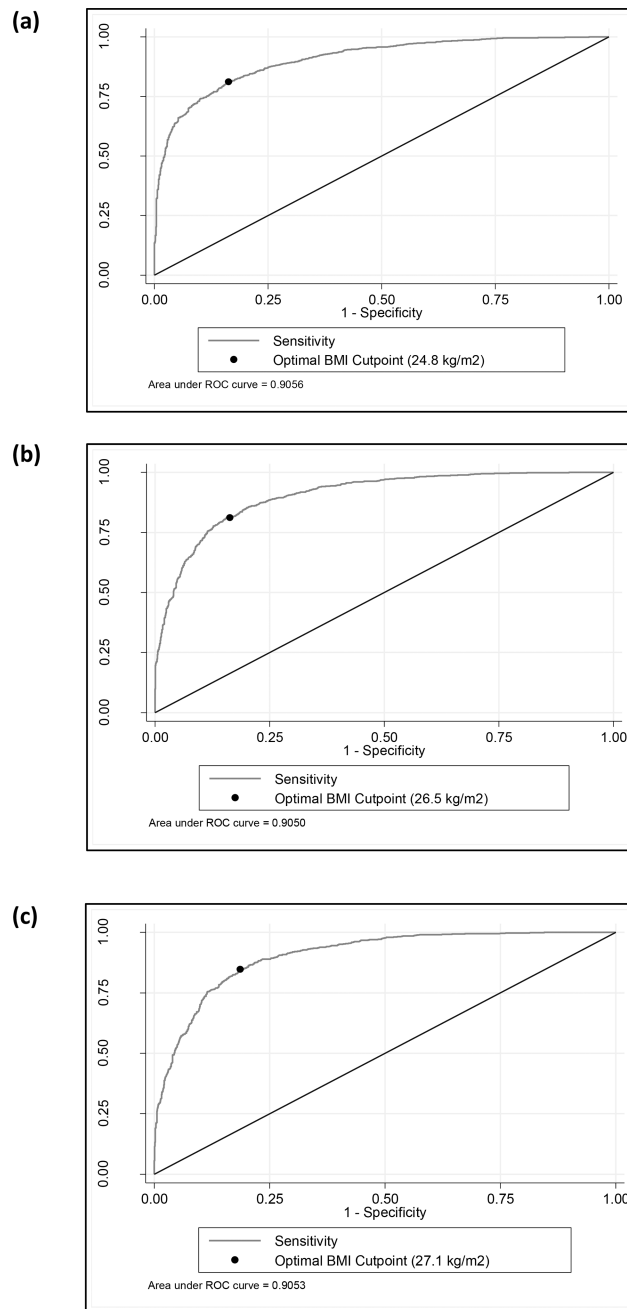 (a)
1.00
0.75
0.50
0.25
0.00
0.00 0.25 0.50 0.75 1.00
1 - Specificity
Sensitivity
Optimal BMI Cutpoint (24.8 kg/m2)
Area under ROC curve = 0.9056
(b)
1.00
0.75
0.50
0.25
0.00
0.00 0.25 0.50 0.75 1.00
1 - Specificity
Sensitivity
Optimal BMI Cutpoint (26.5 kg/m2)
Area under ROC curve = 0.9050
(c)
1.00
0.75
0.50
0.25
0.00
0.00 0.25 0.50 0.75 1.00
1 - Specificity
Sensitivity
Optimal BMI Cutpoint (27.1 kg/m2)
Area under ROC curve = 0.9053